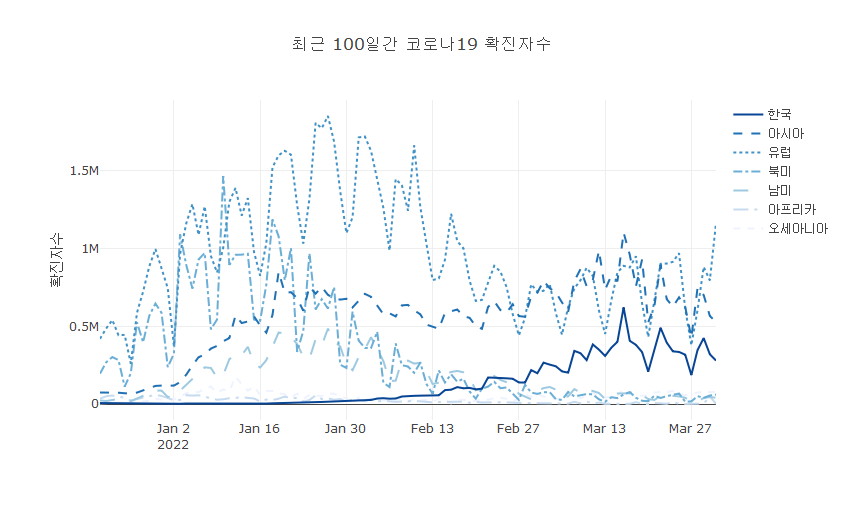 최근 100일간 코로나19 확진자수
확진자수
1.5M
1M
0.5M
0
Jan 2
2022
Jan 16
Jan 30
Feb 13
Feb 27
Mar 13
Mar 27
한국
아시아
유럽
북미
남미
아프리카
오세아니아